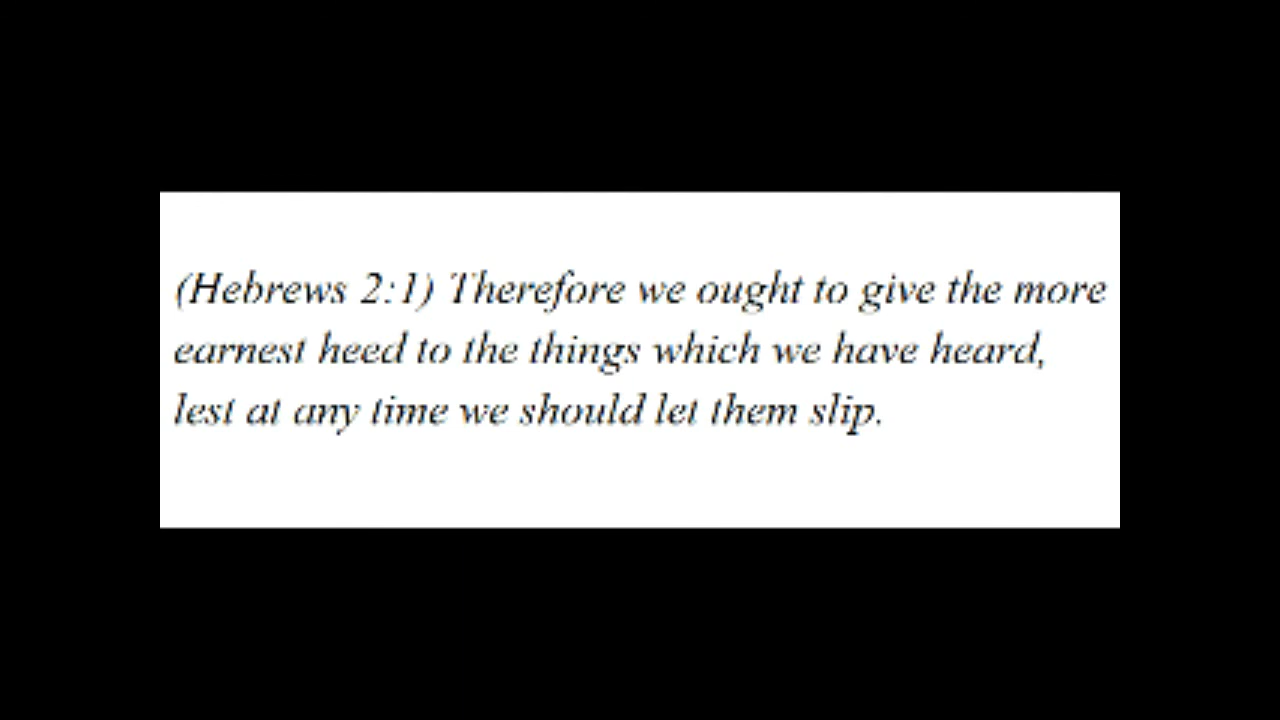 (Hebrews 2:1) Therefore we ought to give the more
earnest heed to the things which we have heard,
lest at any time we should let them slip.